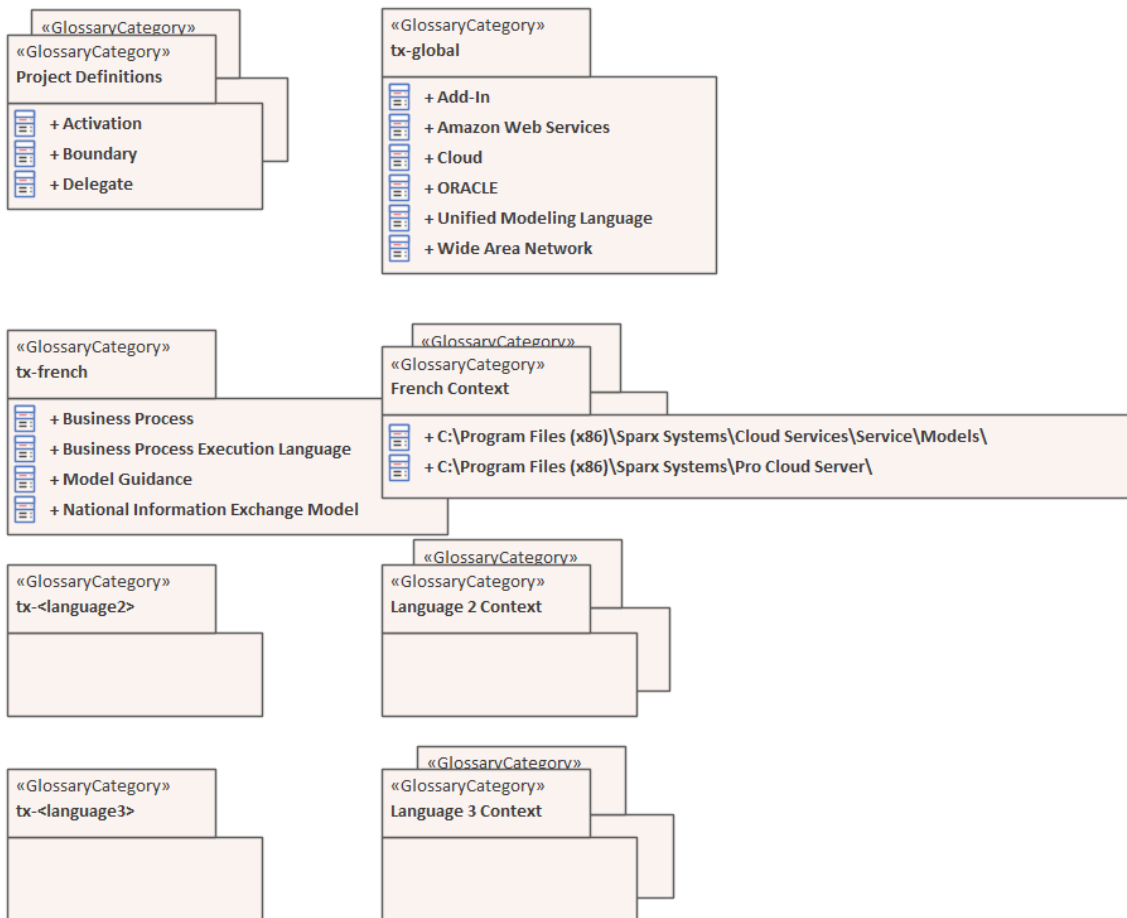 «GlossaryCategory»
«GlossaryCategory»
Project Definitions
+ Activation
+ Boundary
+ Delegate
«GlossaryCategory»
tx-global
+ Add-In
+ Amazon Web Services
+ Cloud
+ ORACLE
+ Unified Modeling Language
+ Wide Area Network
«GlossaryCategory»
tx-french
+ Business Process
+ Business Process Execution Language
+ Model Guidance
+ National Information Exchange Model
«GlossaryCategory»
«GlossaryCategory»
French Context
+ C:\Program Files (x86)\Sparx Systems\Cloud Services\Service\Models\
+ C:\Program Files (x86)\Sparx Systems\Pro Cloud Server\
«GlossaryCategory»
tx-<language2>
«GlossaryCategory»
«GlossaryCategory»
Language 2 Context
«GlossaryCategory»
tx-<language3>
«GlossaryCategory»
«GlossaryCategory»
Language 3 Context